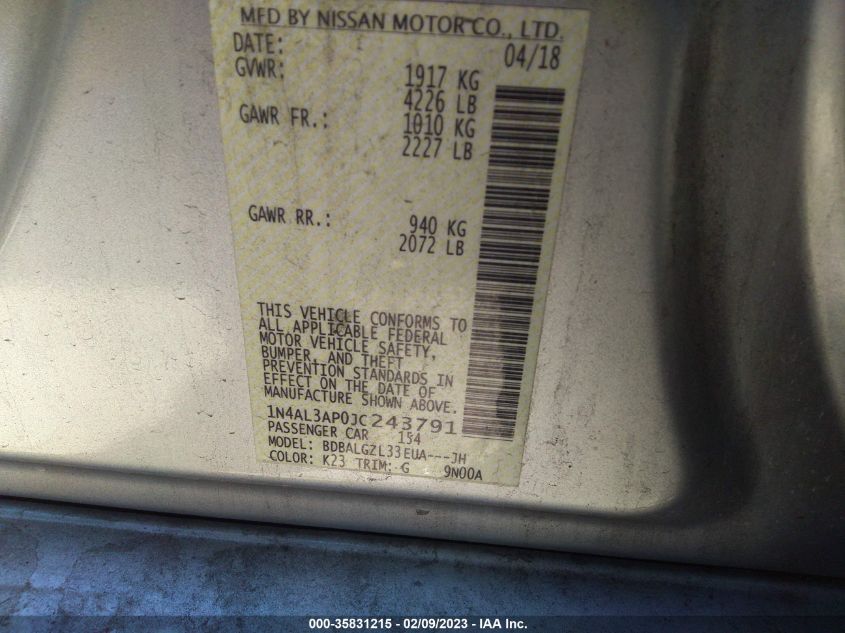 MFD BY NISSAN MOTOR CO., LTD.
DATE: 04/18
GVWR: 1917 KG
4226 LB
GAWR FR.: 1010 KG
2227 LB
GAWR RR.: 940 KG
2072 LB
THIS VEHICLE CONFORMS TO
ALL APPLICABLE FEDERAL
MOTOR VEHICLE SAFETY,
BUMPER, AND THEFT
PREVENTION STANDARDS IN
EFFECT ON THE DATE OF
MANUFACTURE SHOWN ABOVE.
1N4AL3AP0JC243791
PASSENGER CAR 154
MODEL: BDBALGZL33EUA---JH
COLOR: K23 TRIM: G 9N00A
000-35831215 - 02/09/2023 - IAA Inc.